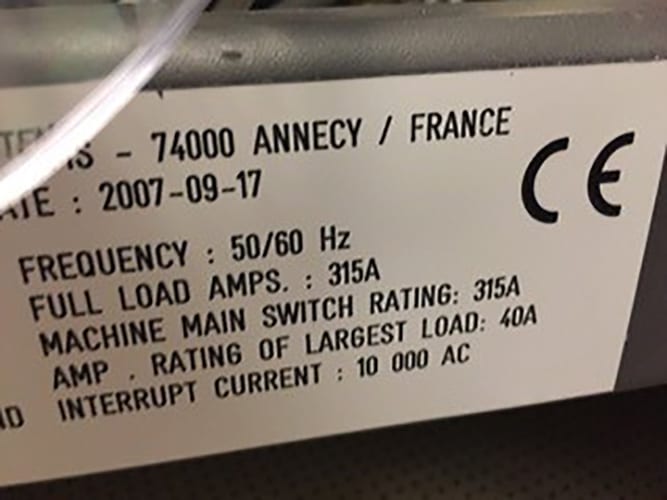 - 74000 ANNECY / FRANCE
: 2007-09-17
CE
FREQUENCY : 50/60 Hz
FULL LOAD AMPS. : 315A
MACHINE MAIN SWITCH RATING: 315A
AMP . RATING OF LARGEST LOAD: 40A
INTERRUPT CURRENT : 10 000 AC